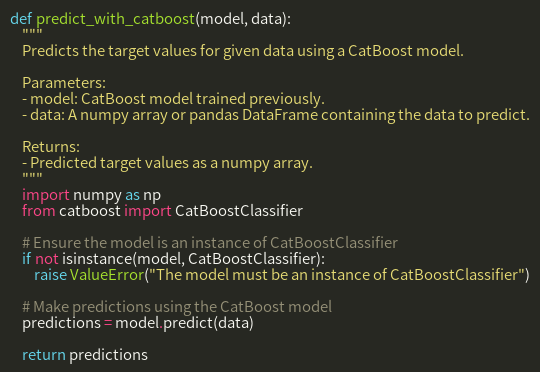 def predict_with_catboost(model, data):
    """
    Predicts the target values for given data using a CatBoost model.

    Parameters:
    - model: CatBoost model trained previously.
    - data: A numpy array or pandas DataFrame containing the data to predict.

    Returns:
    - Predicted target values as a numpy array.
    """
    import numpy as np
    from catboost import CatBoostClassifier

    # Ensure the model is an instance of CatBoostClassifier
    if not isinstance(model, CatBoostClassifier):
        raise ValueError("The model must be an instance of CatBoostClassifier")

    # Make predictions using the CatBoost model
    predictions = model.predict(data)

    return predictions